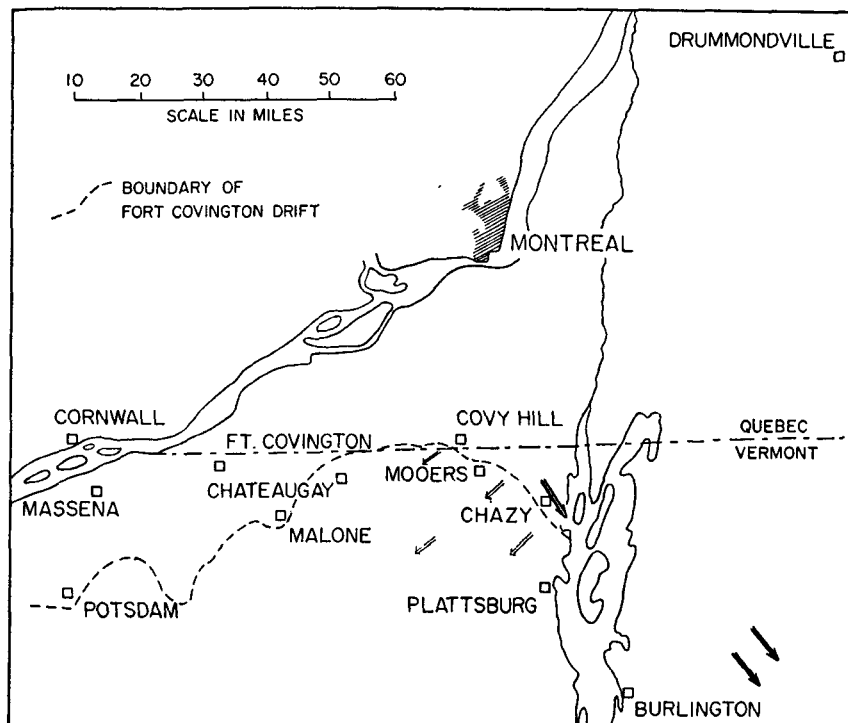 DRUMMONDVILLE
10 20 30 40 50 60
SCALE IN MILES
BOUNDARY OF
FORT COVINGTON DRIFT
MONTREAL
CORNWALL
COVY HILL
QUEBEC
FT. COVINGTON
VERMONT
MOOERS
CHATEAUGAY
MASSENA
CHAZY
MALONE
POTSDAM
PLATTSBURG
BURLINGTON